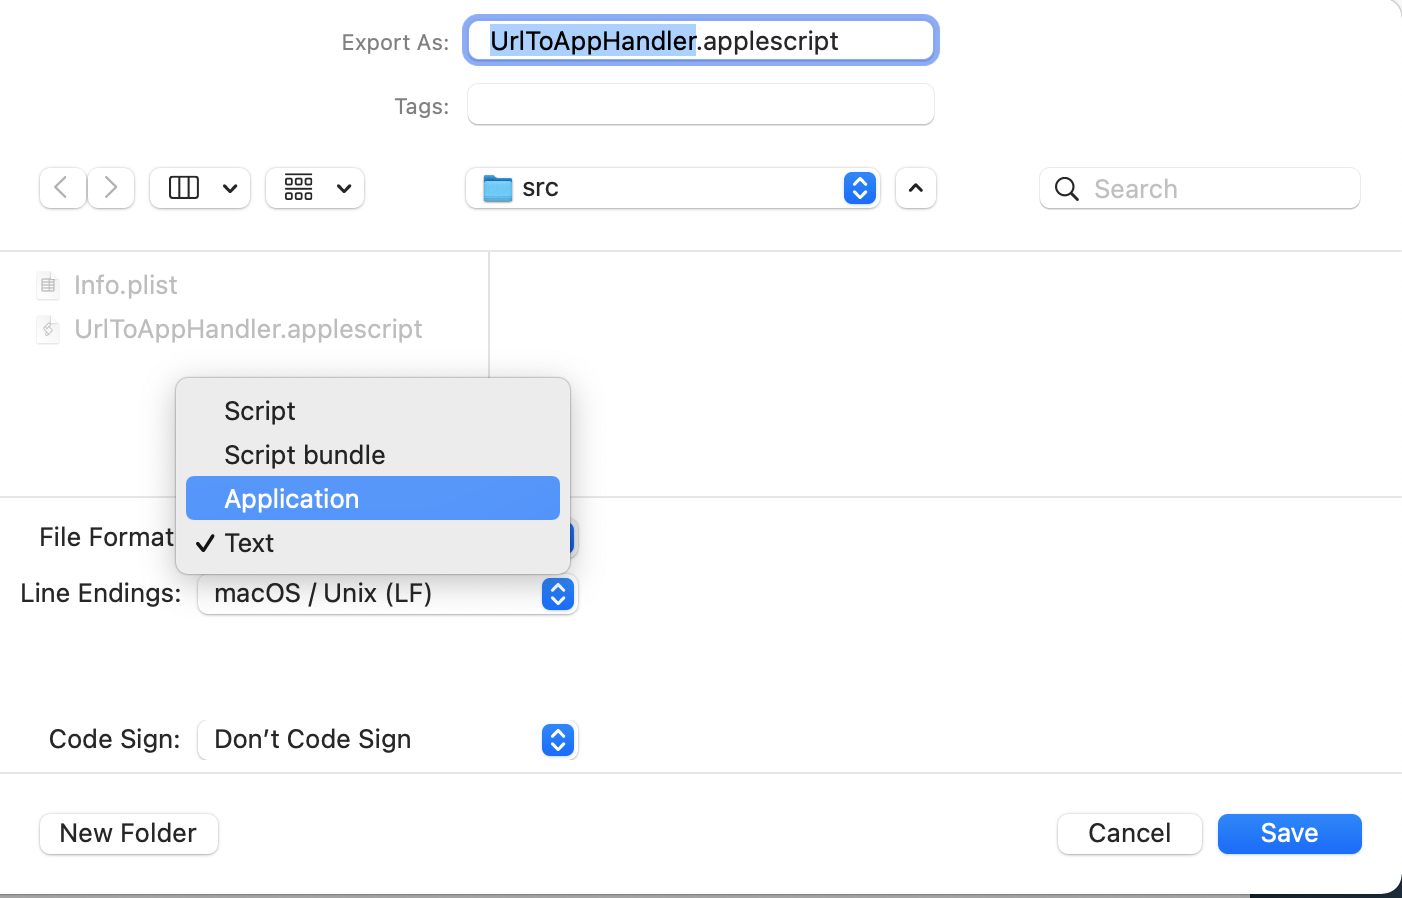 Export As: UrlToAppHandler.applescript
Tags:
src
Search
Info.plist
UrlToAppHandler.applescript
Script
Script bundle
Application
File Format
✓ Text
Line Endings: macOS / Unix (LF)
Code Sign: Don’t Code Sign
New Folder
Cancel
Save